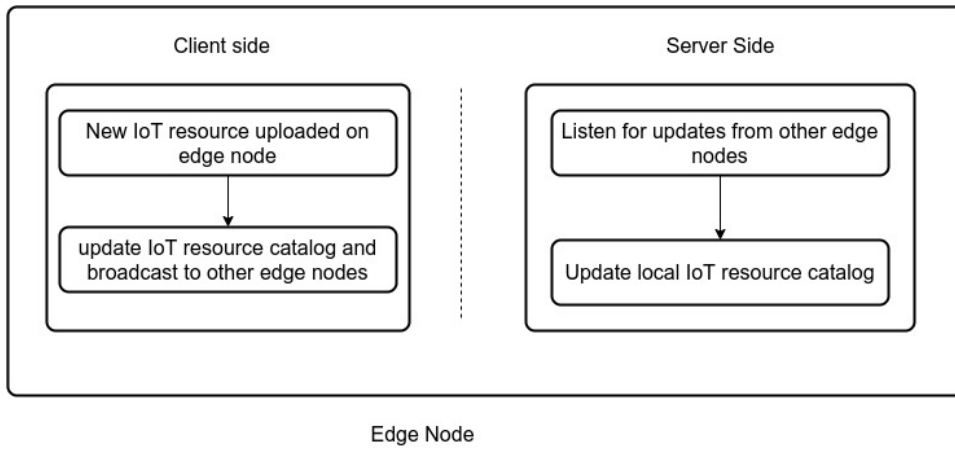 Client side
Server Side
New IoT resource uploaded on
edge node
update IoT resource catalog and
broadcast to other edge nodes
Listen for updates from other edge
nodes
Update local IoT resource catalog
Edge Node